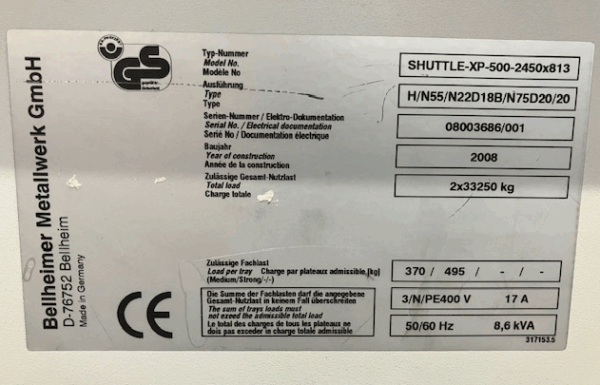 Bellheimer Metallwerk GmbH
D-76752 Bellheim
Made in Germany
GS
geprüfte
Sicherheit
CE
Typ-Nummer
Model No.
Modèle No
SHUTTLE-XP-500-2450x813
Ausführung
Type
Type
H/N55/N22D18B/N75D20/20
Serien-Nummer / Elektro-Dokumentation
Serial No. / Electrical documentation
Serié No / Documentation électrique
08003686/001
Baujahr
Year of construction
Année de la construction
2008
Zulässige Gesamt-Nutzlast
Total load
Charge totale
2x33250 kg
Zulässige Fachlast
Load per tray Charge par plateaux admissible [kg]
(Medium/Strong/-/-)
370 / 495 / - / -
Die Summe der Fachlasten darf die angegebene
Gesamt-Nutzlast in keinem Fall überschreiten
The sum of trays loads must
not exceed the admissible total load
Le total des charges de tous les plateaux ne
dois pas exceder in charge totale admissible
3/N/PE400 V 17 A
50/60 Hz 8,6 kVA
317153.5